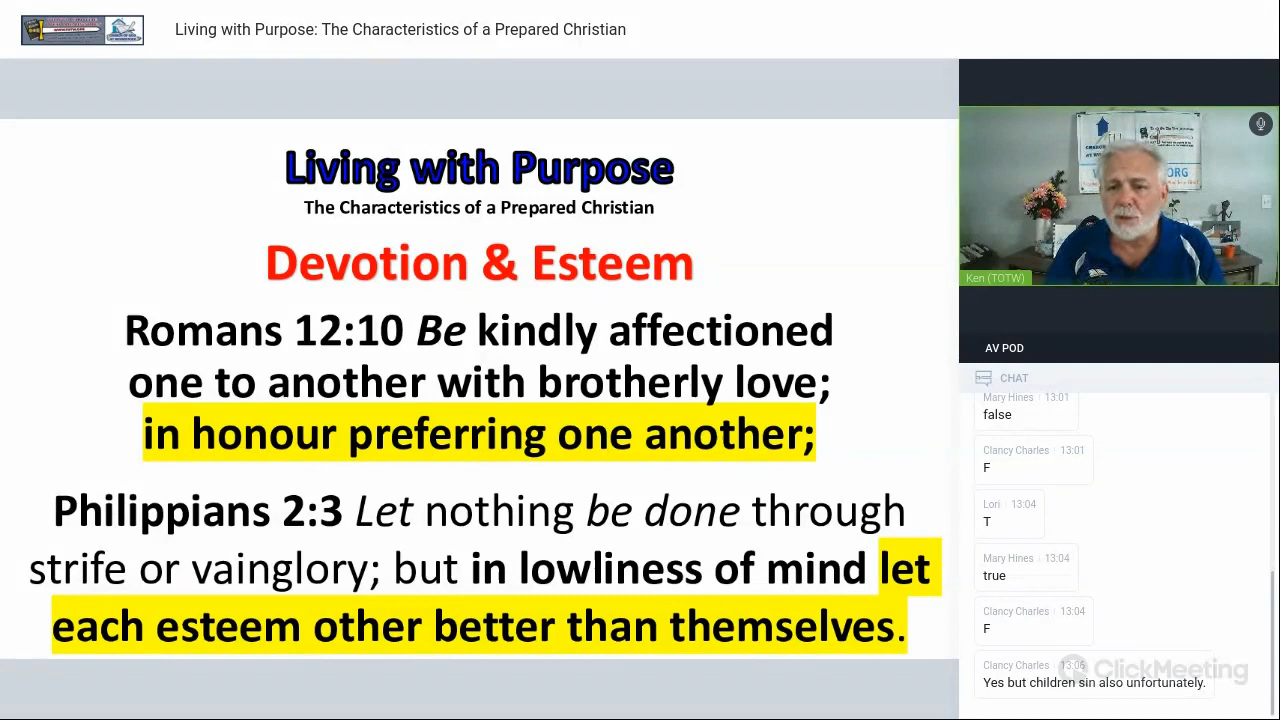 Living with Purpose: The Characteristics of a Prepared Christian
Living with Purpose
The Characteristics of a Prepared Christian
Devotion & Esteem
Romans 12:10 Be kindly affectioned
one to another with brotherly love;
in honour preferring one another;
Philippians 2:3 Let nothing be done through
strife or vainglory; but in lowliness of mind let
each esteem other better than themselves.
Ken (TOTW)
AV POD
CHAT
Mary Hines 13:01
false
Clancy Charles 13:01
F
Lori 13:04
T
Mary Hines 13:04
true
Clancy Charles 13:04
F
Clancy Charles 13:06
Yes but children sin also unfortunately.
ClickMeeting